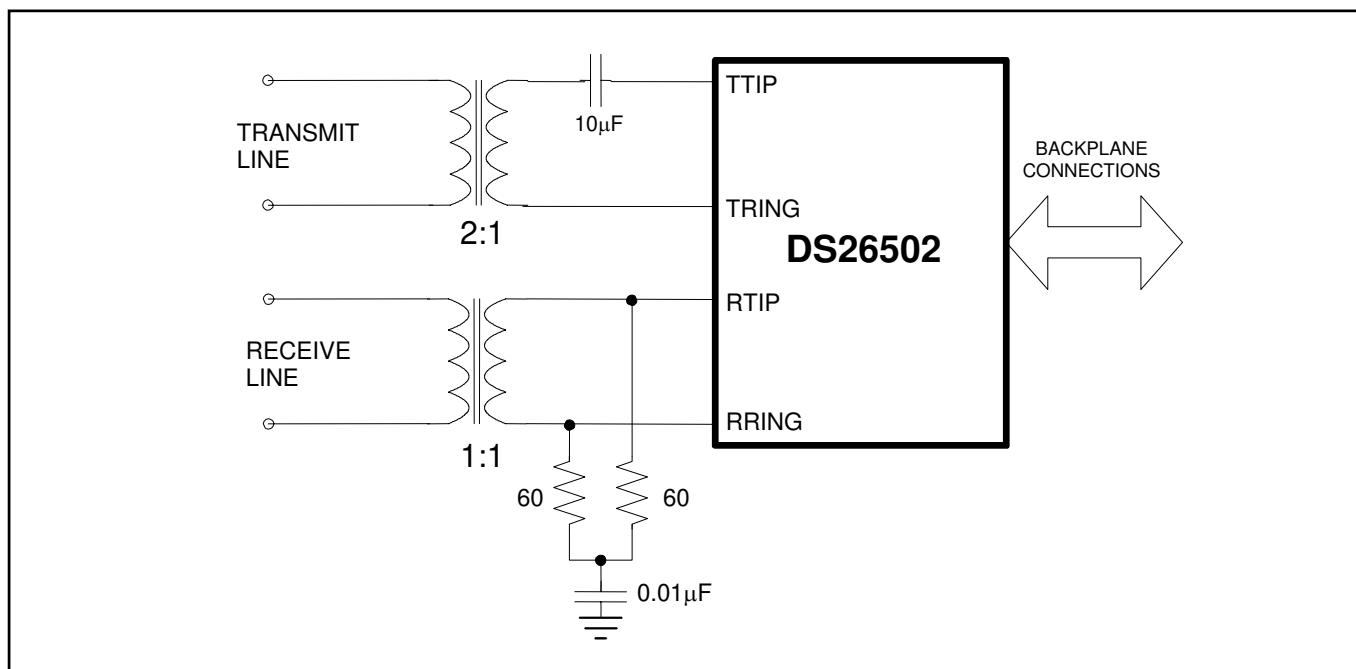 TTIP
10μF
TRANSMIT
LINE
BACKPLANE
CONNECTIONS
TRING
2:1
DS26502
RTIP
RECEIVE
LINE
RRING
1:1
60
60
0.01μF